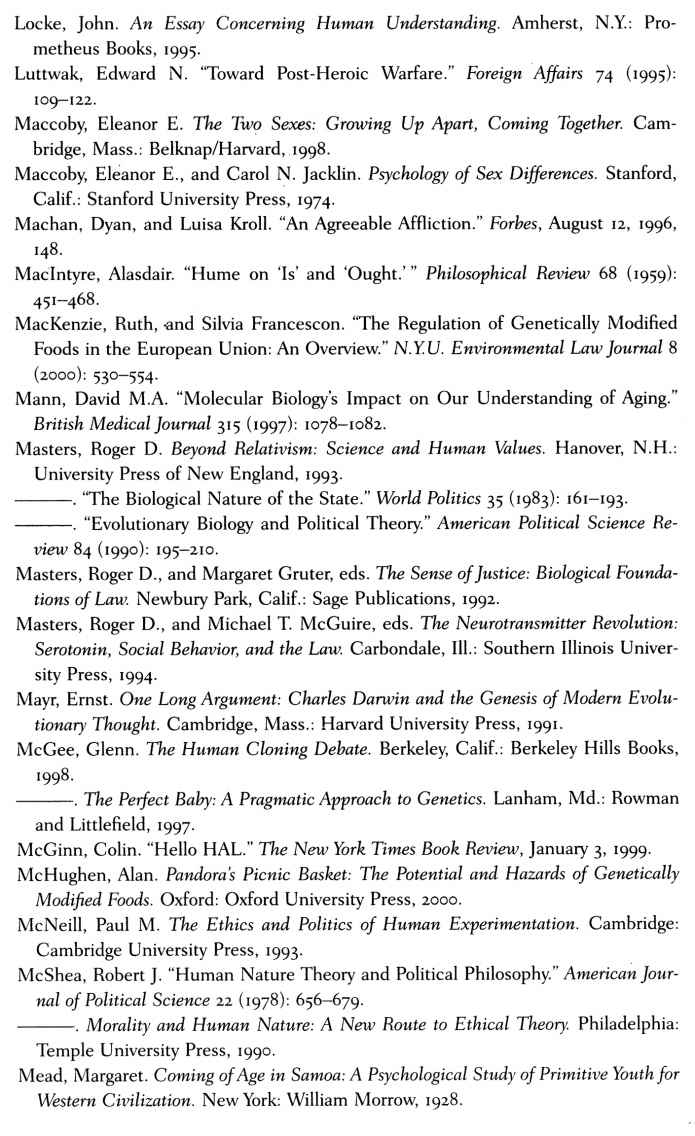 Locke, John. An Essay Concerning Human Understanding. Amherst, N.Y.: Pro-
metheus Books, 1995.
Luttwak, Edward N. “Toward Post-Heroic Warfare.” Foreign Affairs 74 (1995):
109–122.
Maccoby, Eleanor E. The Two Sexes: Growing Up Apart, Coming Together. Cam-
bridge, Mass.: Belknap/Harvard, 1998.
Maccoby, Eleanor E., and Carol N. Jacklin. Psychology of Sex Differences. Stanford,
Calif.: Stanford University Press, 1974.
Machan, Dyan, and Luisa Kroll. “An Agreeable Affliction.” Forbes, August 12, 1996,
148.
MacIntyre, Alasdair. “Hume on ‘Is’ and ‘Ought.’ ” Philosophical Review 68 (1959):
451–468.
MacKenzie, Ruth, and Silvia Francescon. “The Regulation of Genetically Modified
Foods in the European Union: An Overview.” N.Y.U. Environmental Law Journal 8
(2000): 530–554.
Mann, David M.A. “Molecular Biology’s Impact on Our Understanding of Aging.”
British Medical Journal 315 (1997): 1078–1082.
Masters, Roger D. Beyond Relativism: Science and Human Values. Hanover, N.H.:
University Press of New England, 1993.
———. “The Biological Nature of the State.” World Politics 35 (1983): 161–193.
———. “Evolutionary Biology and Political Theory.” American Political Science Re-
view 84 (1990): 195–210.
Masters, Roger D., and Margaret Gruter, eds. The Sense of Justice: Biological Founda-
tions of Law. Newbury Park, Calif.: Sage Publications, 1992.
Masters, Roger D., and Michael T. McGuire, eds. The Neurotransmitter Revolution:
Serotonin, Social Behavior, and the Law. Carbondale, Ill.: Southern Illinois Univer-
sity Press, 1994.
Mayr, Ernst. One Long Argument: Charles Darwin and the Genesis of Modern Evolu-
tionary Thought. Cambridge, Mass.: Harvard University Press, 1991.
McGee, Glenn. The Human Cloning Debate. Berkeley, Calif.: Berkeley Hills Books,
1998.
———. The Perfect Baby: A Pragmatic Approach to Genetics. Lanham, Md.: Rowman
and Littlefield, 1997.
McGinn, Colin. “Hello HAL.” The New York Times Book Review, January 3, 1999.
McHughen, Alan. Pandora’s Picnic Basket: The Potential and Hazards of Genetically
Modified Foods. Oxford: Oxford University Press, 2000.
McNeill, Paul M. The Ethics and Politics of Human Experimentation. Cambridge:
Cambridge University Press, 1993.
McShea, Robert J. “Human Nature Theory and Political Philosophy.” American Jour-
nal of Political Science 22 (1978): 656–679.
———. Morality and Human Nature: A New Route to Ethical Theory. Philadelphia:
Temple University Press, 1990.
Mead, Margaret. Coming of Age in Samoa: A Psychological Study of Primitive Youth for
Western Civilization. New York: William Morrow, 1928.